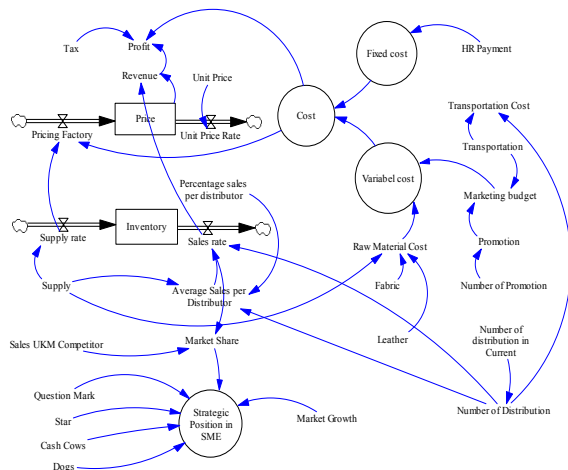 Tax
Profit
Fixed cost
HR Payment
Revenue
Unit Price
Price
Cost
Transportation Cost
Pricing Factory
Unit Price Rate
Transportation
Variabel cost
Percentage sales
per distributor
Marketing budget
Inventory
Supply rate
Sales rate
Raw Material Cost
Promotion
Supply
Average Sales per
Distributor
Fabric
Number of Promotion
Sales UKM Competitor
Market Share
Leather
Number of
distribution in
Current
Question Mark
Star
Strategic
Position in
SME
Market Growth
Number of Distribution
Cash Cows
Dogs